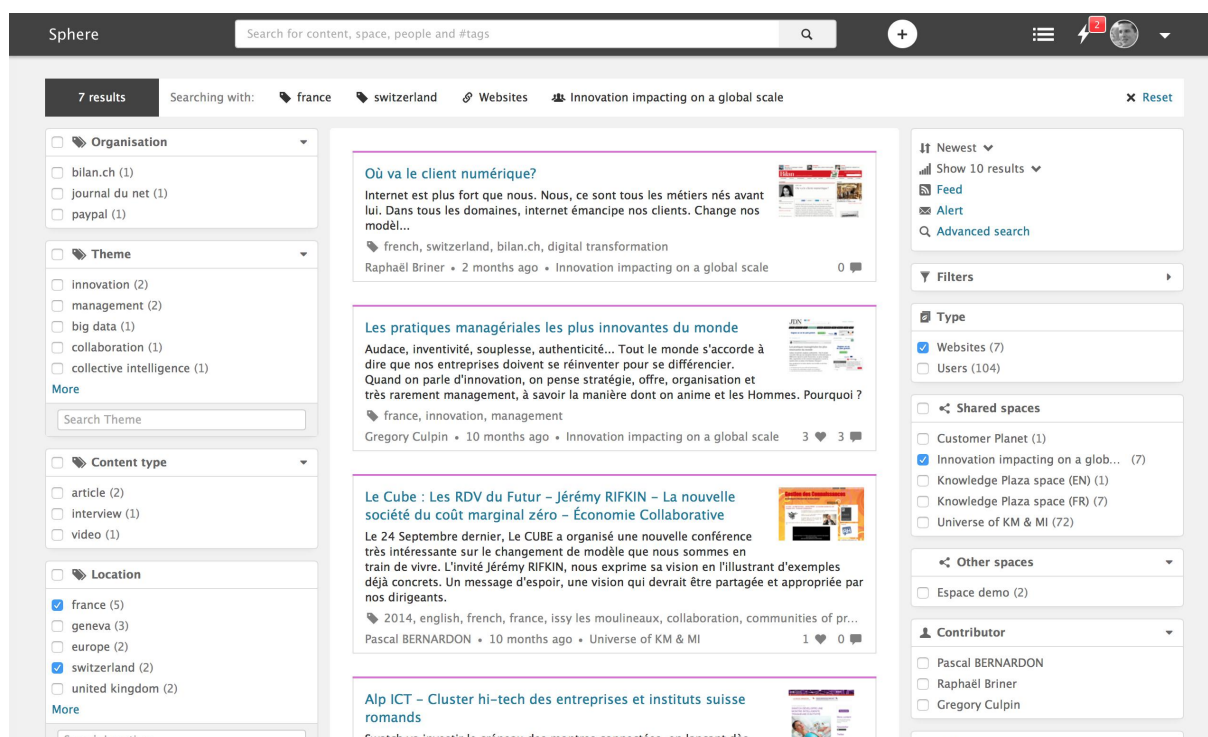 Sphere
Search for content, space, people and #tags
+
2
7 results
Searching with:
france
switzerland
Websites
Innovation impacting on a global scale
Reset
Organisation
bilan.ch (1)
journal du net (1)
paypal (1)
Theme
innovation (2)
management (2)
big data (1)
collaboration (1)
collective intelligence (1)
More
Search Theme
Content type
article (2)
interview (1)
video (1)
Location
france (5)
geneva (3)
europe (2)
switzerland (2)
united kingdom (2)
More
Où va le client numérique?
Internet est plus fort que nous. Nous, ce sont tous les métiers nés avant
lui. Dans tous les domaines, internet émancipe nos clients. Change nos
modèl...
french, switzerland, bilan.ch, digital transformation
Raphaël Briner • 2 months ago • Innovation impacting on a global scale
0
Les pratiques managériales les plus innovantes du monde
Audace, inventivité, souplesse, authenticité... Tout le monde s'accorde à
dire que nos entreprises doivent se réinventer pour se différencier.
Quand on parle d'innovation, on pense stratégie, offre, organisation et
très rarement management, à savoir la manière dont on anime et les Hommes. Pourquoi ?
france, innovation, management
Gregory Culpin • 10 months ago • Innovation impacting on a global scale
3 3
Le Cube : Les RDV du Futur – Jérémy RIFKIN – La nouvelle
société du coût marginal zéro – Économie Collaborative
Le 24 Septembre dernier, Le CUBE a organisé une nouvelle conférence
très intéressante sur le changement de modèle que nous sommes en
train de vivre. L'invité Jérémy RIFKIN, nous exprime sa vision en l'illustrant d'exemples
déjà concrets. Un message d'espoir, une vision qui devrait être partagée et appropriée par
nos dirigeants.
2014, english, french, france, issy les moulineaux, collaboration, communities of pr...
Pascal BERNARDON • 10 months ago • Universe of KM & MI
1 0
Alp ICT – Cluster hi-tech des entreprises et instituts suisse
romands
Newest
Show 10 results
Feed
Alert
Advanced search
Filters
Type
Websites (7)
Users (104)
Shared spaces
Customer Planet (1)
Innovation impacting on a glob... (7)
Knowledge Plaza space (EN) (1)
Knowledge Plaza space (FR) (7)
Universe of KM & MI (72)
Other spaces
Espace demo (2)
Contributor
Pascal BERNARDON
Raphaël Briner
Gregory Culpin